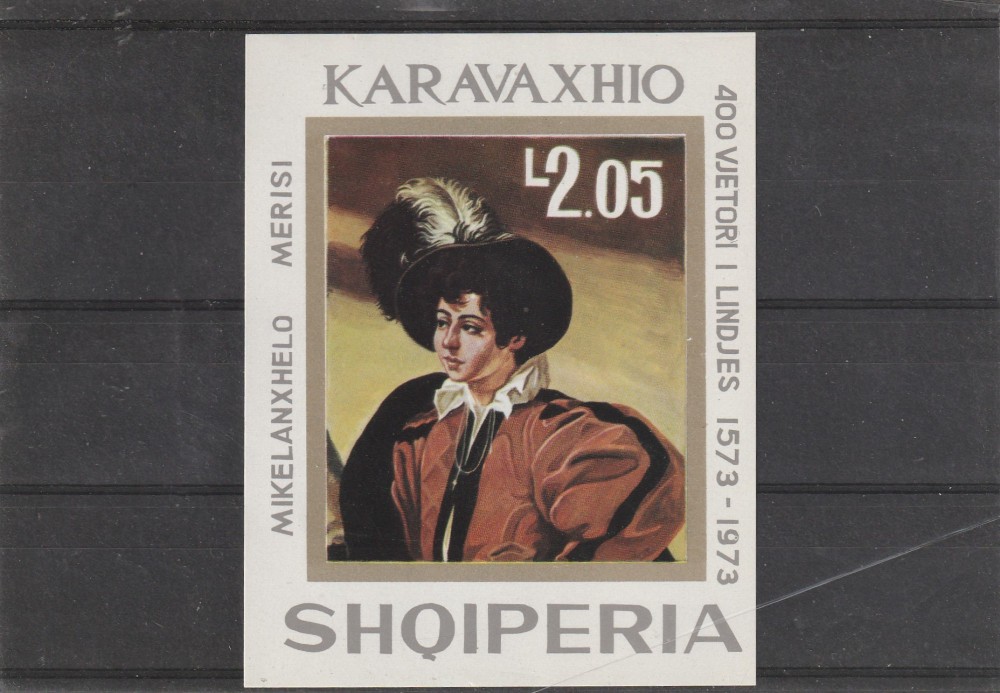 KARAVAXHIO
L2.05
MIKELANXHELO MERISI
400 VJETORI I LINDJES 1573-1973
SHQIPERIA